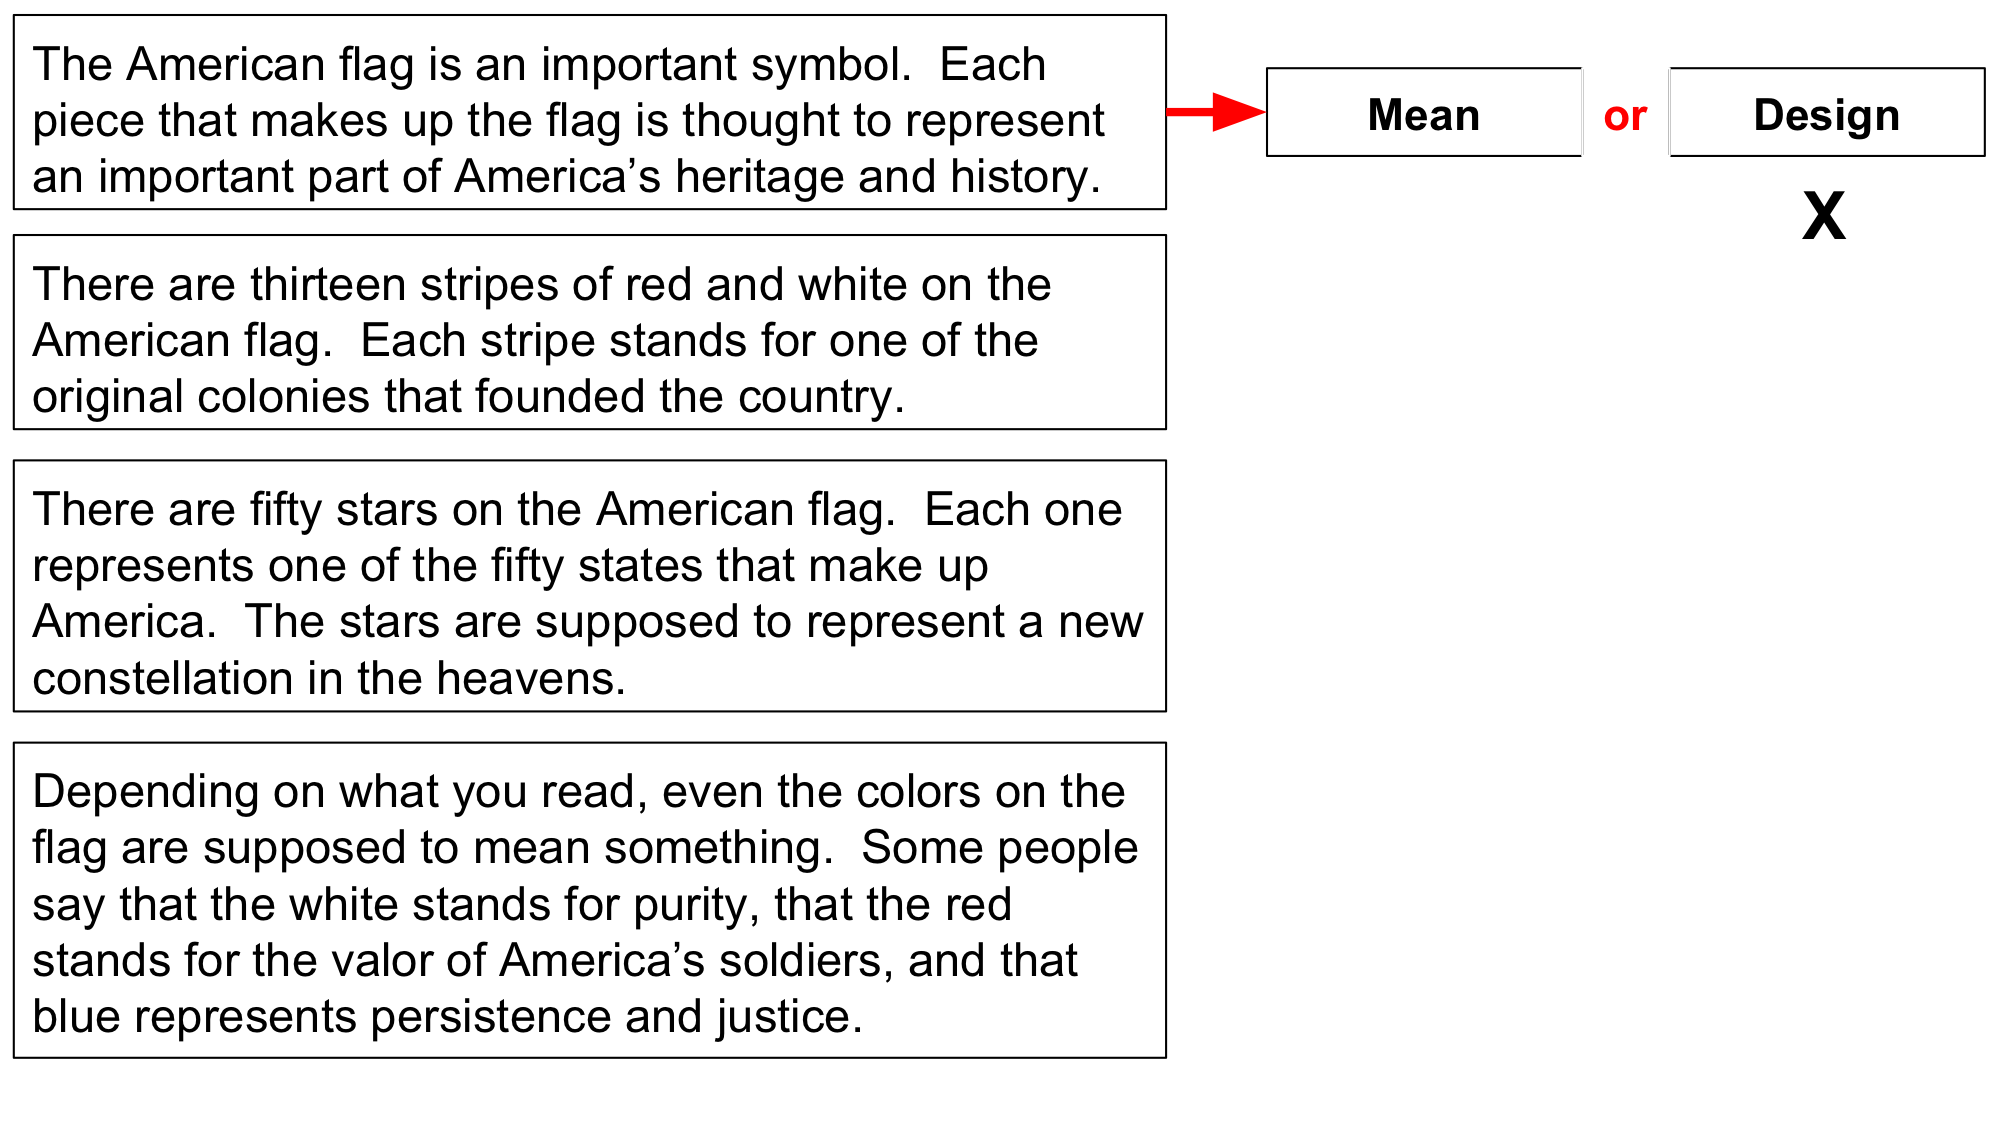 The American flag is an important symbol.  Each
piece that makes up the flag is thought to represent
an important part of America’s heritage and history.
Mean or Design
X
There are thirteen stripes of red and white on the
American flag.  Each stripe stands for one of the
original colonies that founded the country.
There are fifty stars on the American flag.  Each one
represents one of the fifty states that make up
America.  The stars are supposed to represent a new
constellation in the heavens.
Depending on what you read, even the colors on the
flag are supposed to mean something.  Some people
say that the white stands for purity, that the red
stands for the valor of America’s soldiers, and that
blue represents persistence and justice.